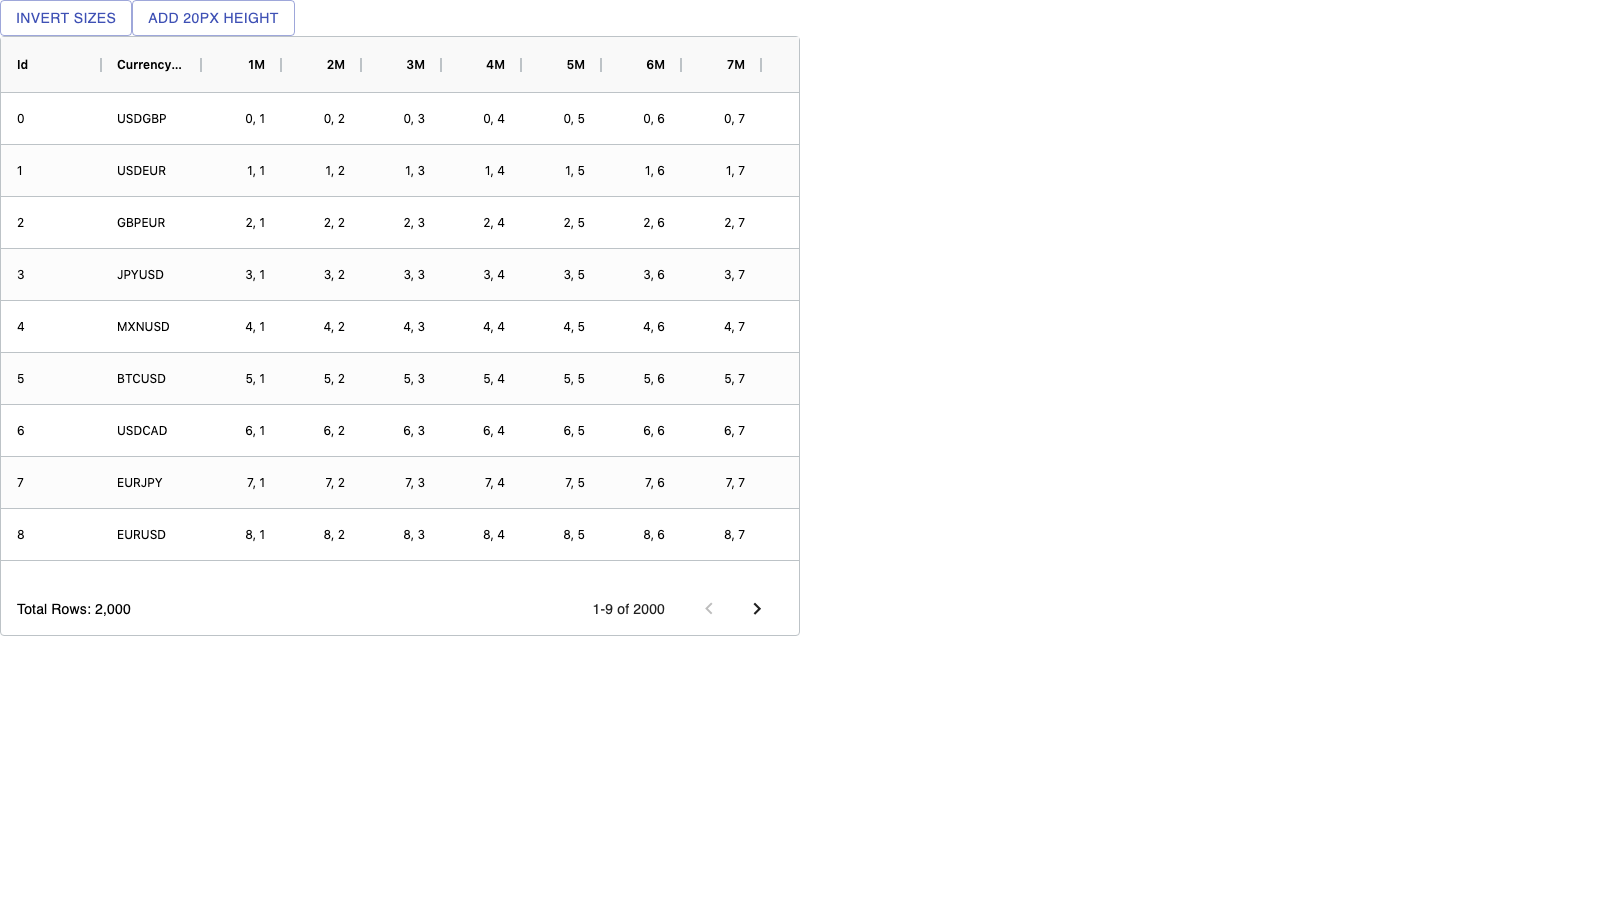 INVERT SIZES ADD 20PX HEIGHT
Id Currency... 1M 2M 3M 4M 5M 6M 7M
0 USDGBP 0, 1 0, 2 0, 3 0, 4 0, 5 0, 6 0, 7
1 USDEUR 1, 1 1, 2 1, 3 1, 4 1, 5 1, 6 1, 7
2 GBPEUR 2, 1 2, 2 2, 3 2, 4 2, 5 2, 6 2, 7
3 JPYUSD 3, 1 3, 2 3, 3 3, 4 3, 5 3, 6 3, 7
4 MXNUSD 4, 1 4, 2 4, 3 4, 4 4, 5 4, 6 4, 7
5 BTCUSD 5, 1 5, 2 5, 3 5, 4 5, 5 5, 6 5, 7
6 USDCAD 6, 1 6, 2 6, 3 6, 4 6, 5 6, 6 6, 7
7 EURJPY 7, 1 7, 2 7, 3 7, 4 7, 5 7, 6 7, 7
8 EURUSD 8, 1 8, 2 8, 3 8, 4 8, 5 8, 6 8, 7
Total Rows: 2,000 1-9 of 2000